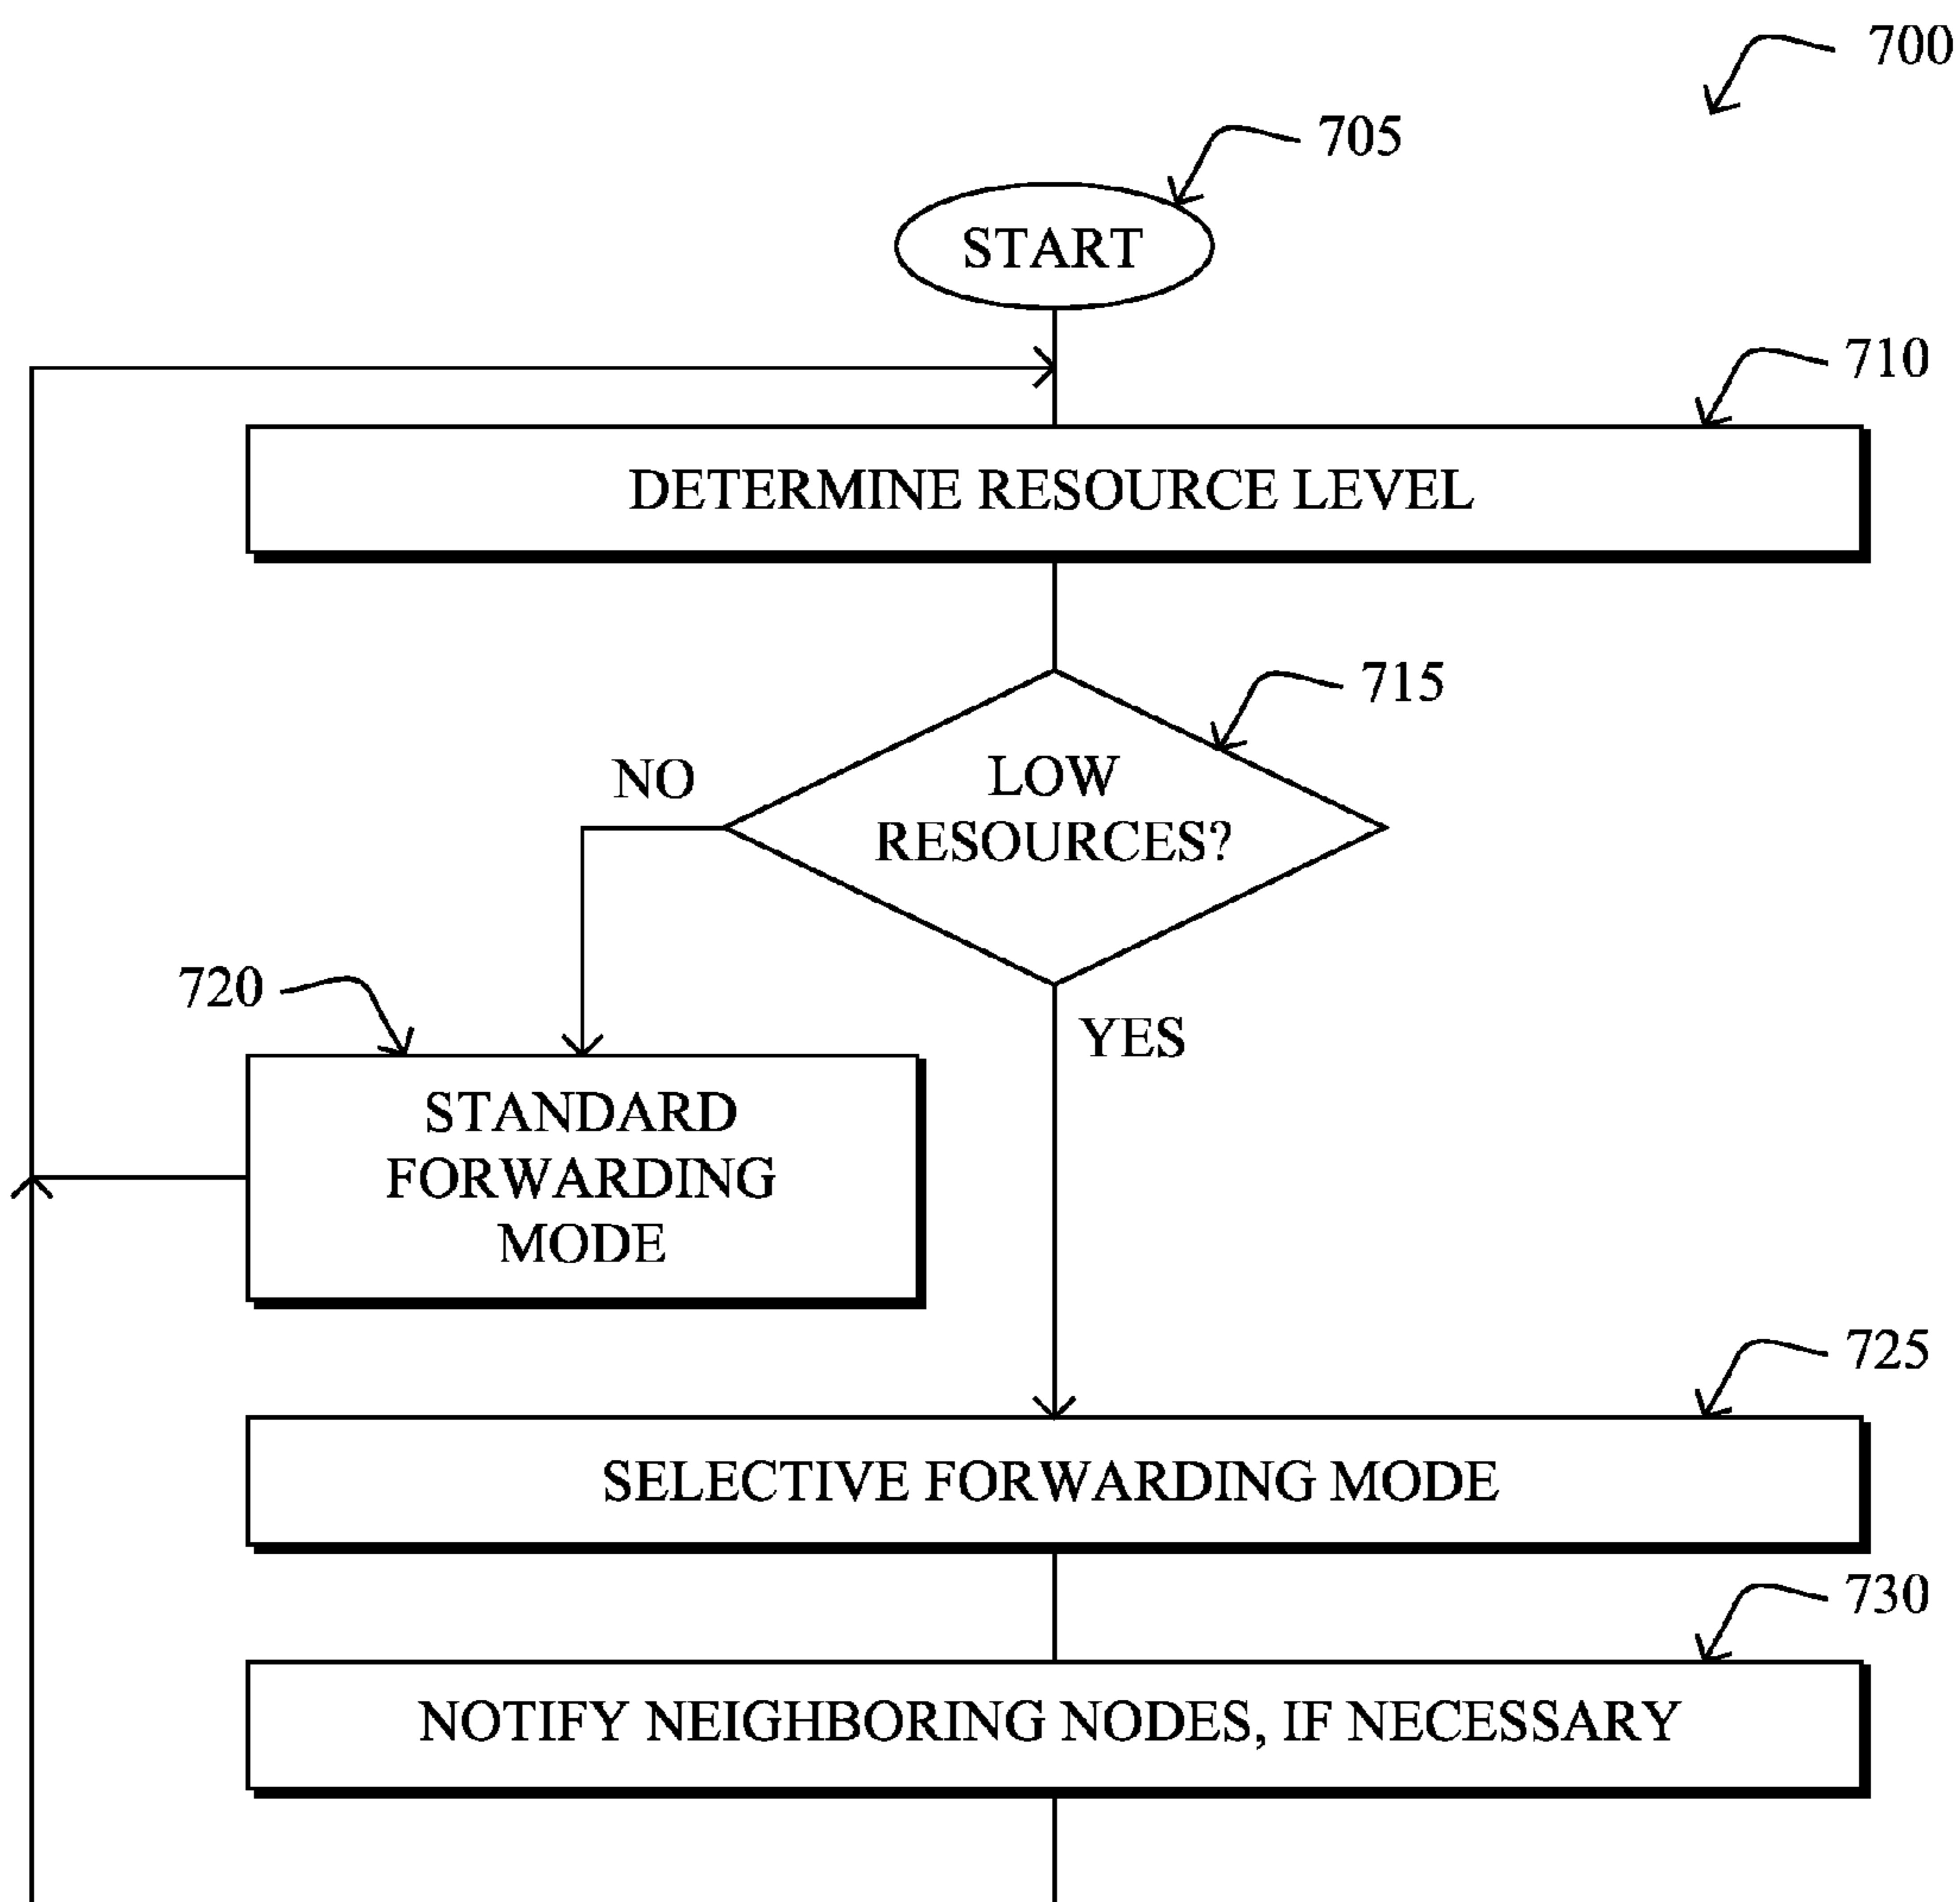 700
705
START
710
DETERMINE RESOURCE LEVEL
715
NO
LOW
RESOURCES?
720
YES
STANDARD
FORWARDING
MODE
725
SELECTIVE FORWARDING MODE
730
NOTIFY NEIGHBORING NODES, IF NECESSARY